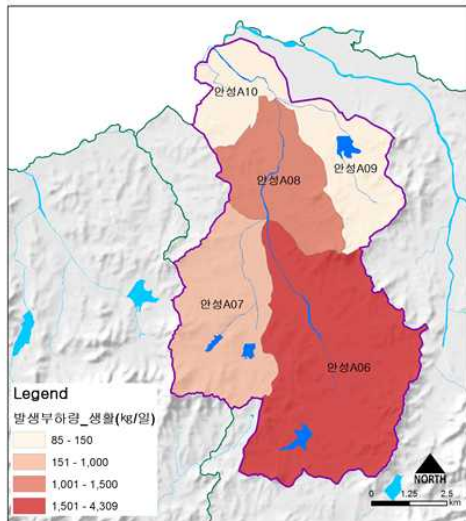 안성A10
안성A09
안성A08
안성A07
안성A06
Legend
발생부하량_생활(㎏/일)
85 - 150
151 - 1,000
1,001 - 1,500
1,501 - 4,309
NORTH
0 1.25 2.5
km